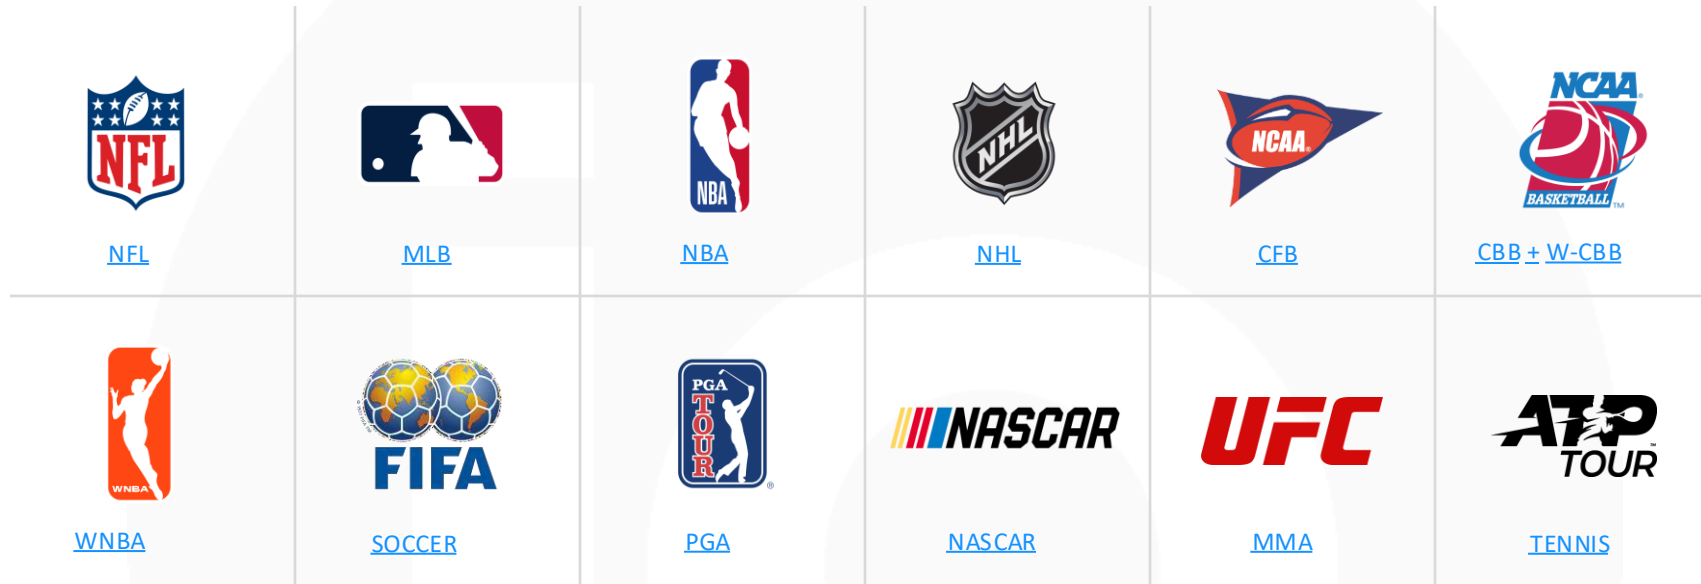 NFL
NFL
MLB
NBA
NBA
NHL
NHL
NCAA
CFB
NCAA
BASKETBALL TM
CBB + W-CBB
WNBA
WNBA
FIFA
SOCCER
PGA
TOUR
PGA
NASCAR
NASCAR
UFC
MMA
ATP
TOUR
TENNIS